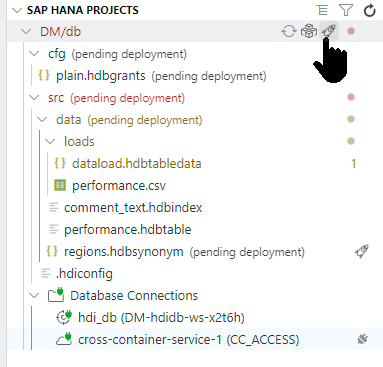 SAP HANA PROJECTS
DM/db
cfg (pending deployment)
plain.hdbgrants (pending deployment)
src (pending deployment)
data (pending deployment)
loads
dataload.hdbtabledata 1
performance.csv
comment_text.hdbindex
performance.hdbtable
regions.hdbsynonym (pending deployment)
.hdiconfig
Database Connections
hdi_db (DM-hdidb-ws-x2t6h)
cross-container-service-1 (CC_ACCESS)